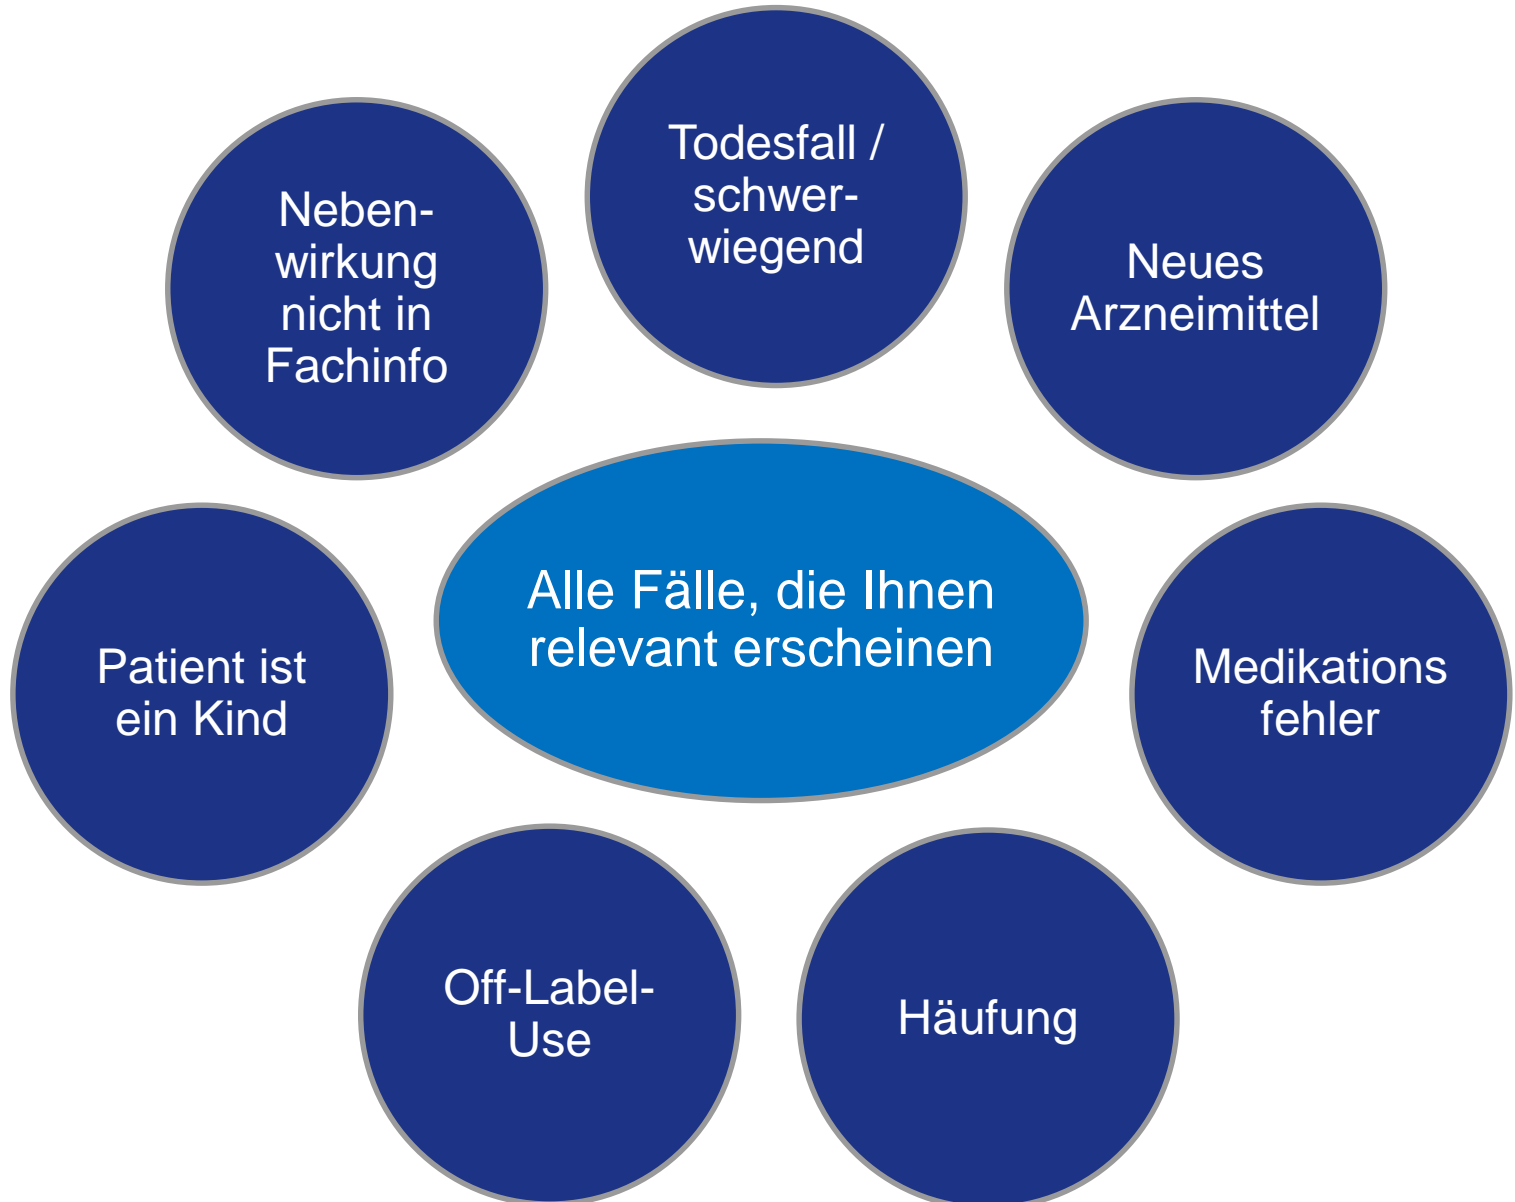 Todesfall /
schwer-
wiegend
Neben-
wirkung
nicht in
Fachinfo
Neues
Arzneimittel
Alle Fälle, die Ihnen
relevant erscheinen
Patient ist
ein Kind
Medikations
fehler
Off-Label-
Use
Häufung